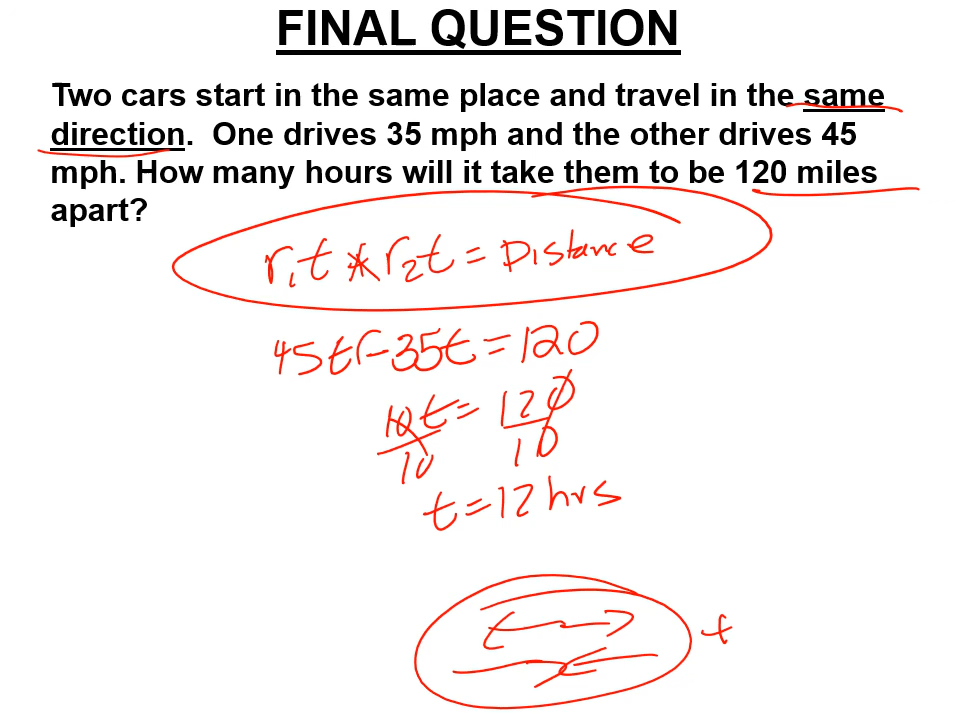 FINAL QUESTION
Two cars start in the same place and travel in the same
direction. One drives 35 mph and the other drives 45
mph. How many hours will it take them to be 120 miles
apart?
r₁t * r₂t = Distance
45t - 35t = 120
10t = 120
10 10
t = 12 hrs
+